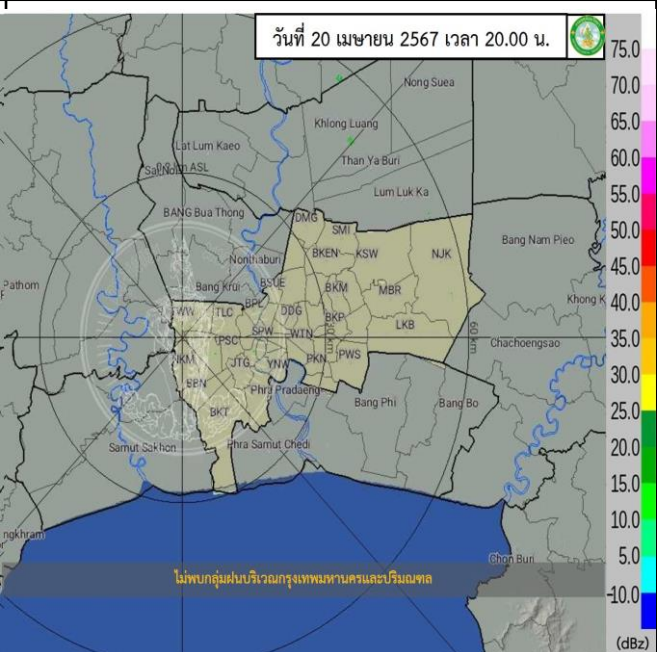 วันที่ 20 เมษายน 2567 เวลา 20.00 น.
75.0
Nong Suea
70.0
Khlong Luang
65.0
Lat Lum Kaeo
Than Ya Buri
60.0
Lum Luk Ka
55.0
BANG Bua Thong
DMG
50.0
SMI
BKEN
KSW
NJK
Bang Nam Pieo
Nonthaburi
45.0
Bang Krui
BSUE
BKM
MBR
Pathom
Khong K
40.0
TLC
BPL
DDG
BKP
LKB
35.0
PSC
SPW
WTN
30 km
60 km
Chachoengsao
NKM
JTG
YNW
PKN
PWS
30.0
BBN
Phra Pradaeng
Bang Phi
Bang Bo
25.0
BKT
Samut Sakhon
Phra Samut Chedi
20.0
15.0
ngkhram
10.0
Chon Buri
5.0
ไม่พบกลุ่มฝนบริเวณกรุงเทพมหานครและปริมณฑล
-10.0
(dBz)